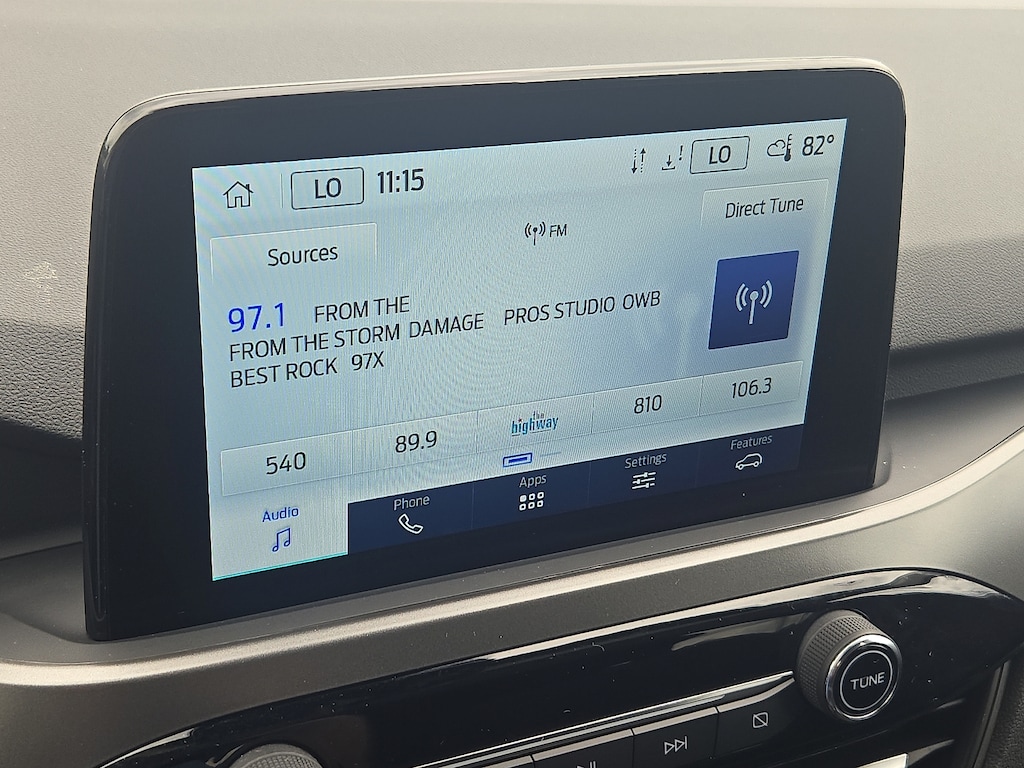 LO 11:15 LO 82°
Sources FM Direct Tune
97.1 FROM THE
FROM THE STORM DAMAGE PROS STUDIO OWB
BEST ROCK 97X
540 89.9 the highway 810 106.3
Audio Phone Apps Settings Features
TUNE